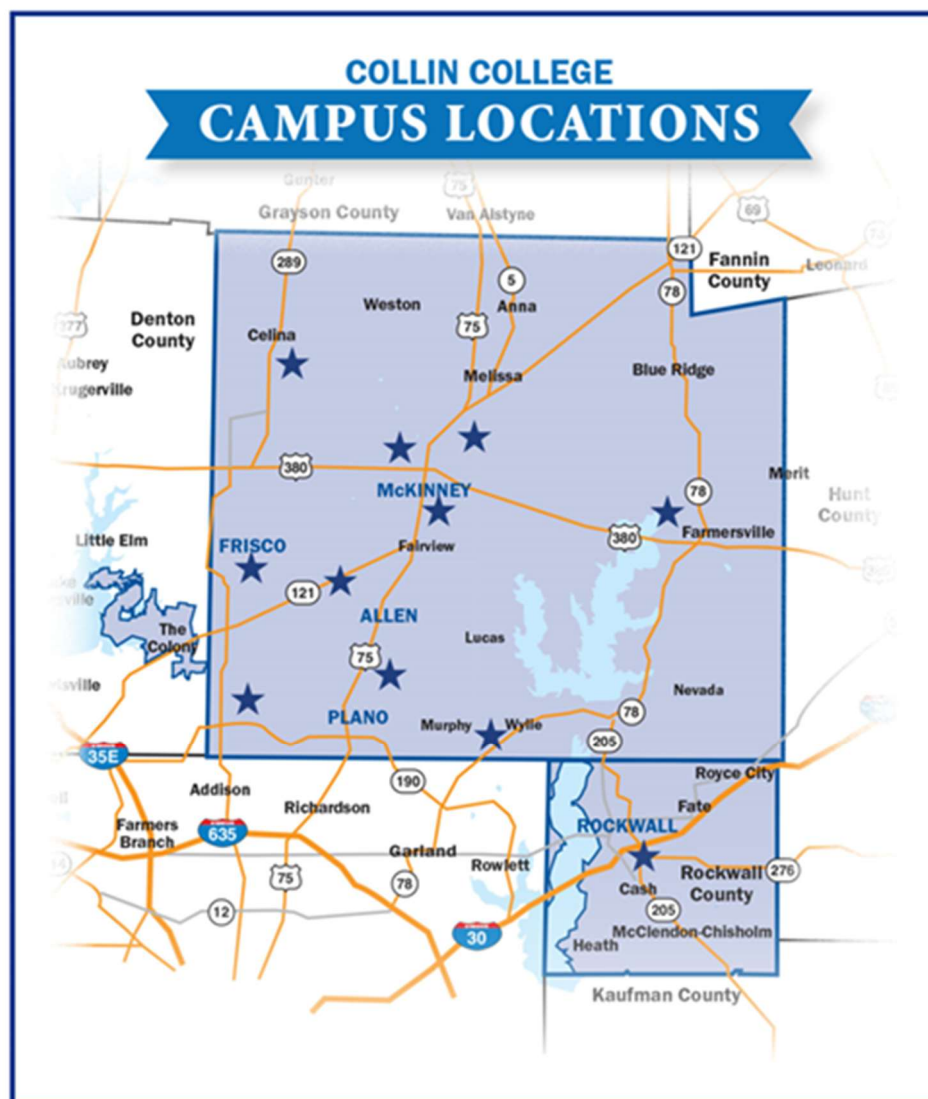 COLLIN COLLEGE
CAMPUS LOCATIONS
Gunter
75
Grayson County
Van Alstyne
69
121
289
Fannin
County
Leonard
5
78
Weston
Anna
377
Denton
County
75
Celina
Aubrey
Krugerville
Melissa
Blue Ridge
380
Merit
McKINNEY
78
Hunt
County
Little Elm
FRISCO
Fairview
380
Farmersville
121
ALLEN
The
Colony
Lucas
75
Nevada
PLANO
Murphy
Wylie
78
205
35E
190
Royce City
Addison
Richardson
Fate
Farmers
Branch
635
ROCKWALL
Garland
Rowlett
75
78
Cash
Rockwall
County
276
12
205
30
McClendon-Chisholm
Heath
Kaufman County